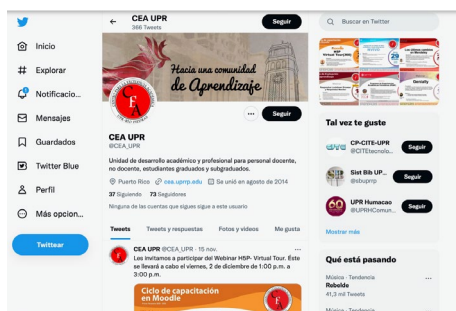 CEA UPR
366 Tweets
Seguir
Buscar en Twitter
Inicio
Explorar
Notificacio...
Mensajes
Guardados
Twitter Blue
Perfil
Más opcion...
Twittear
Hacia una comunidad
de Aprendizaje
Seguir
CEA UPR
@CEA_UPR
Unidad de desarrollo académico y profesional para personal docente,
no docente, estudiantes graduados y subgraduados.
Puerto Rico cea.uprrp.edu Se unió en agosto de 2014
37 Siguiendo 73 Seguidores
Ninguna de las cuentas que sigues sigue a este usuario
Tweets Tweets y respuestas Fotos y videos Me gusta
CEA UPR @CEA_UPR · 15 nov.
Les invitamos a participar del Webinar H5P- Virtual Tour. Éste
se llevará a cabo el viernes, 2 de diciembre de 1:00 p.m. a
3:00 p.m.
Ciclo de capacitación
en Moodle
Tal vez te guste
CP-CITE-UPR
@CITEtecnolo...
Seguir
Sist Bib UP...
@sbuprrp
Seguir
UPR Humacao
@UPRHComun...
Seguir
Mostrar más
Qué está pasando
Música · Tendencia
Rebelde
41,3 mil Tweets
Música · Tendencia